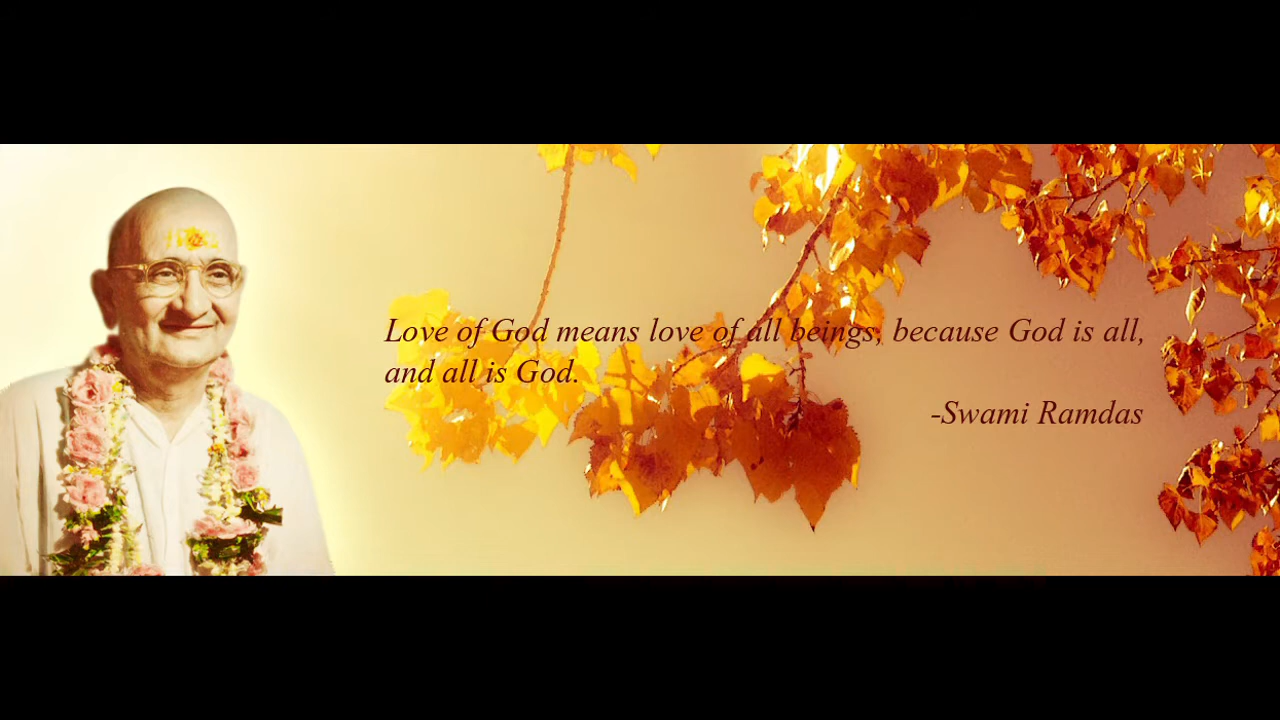 Love of God means love of all beings, because God is all,
and all is God.
-Swami Ramdas